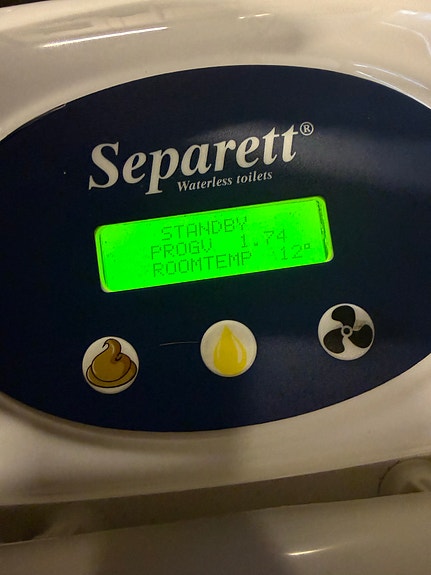 Separett®
Waterless toilets
STANDBY
PROGV 1.74
ROOMTEMP 12°